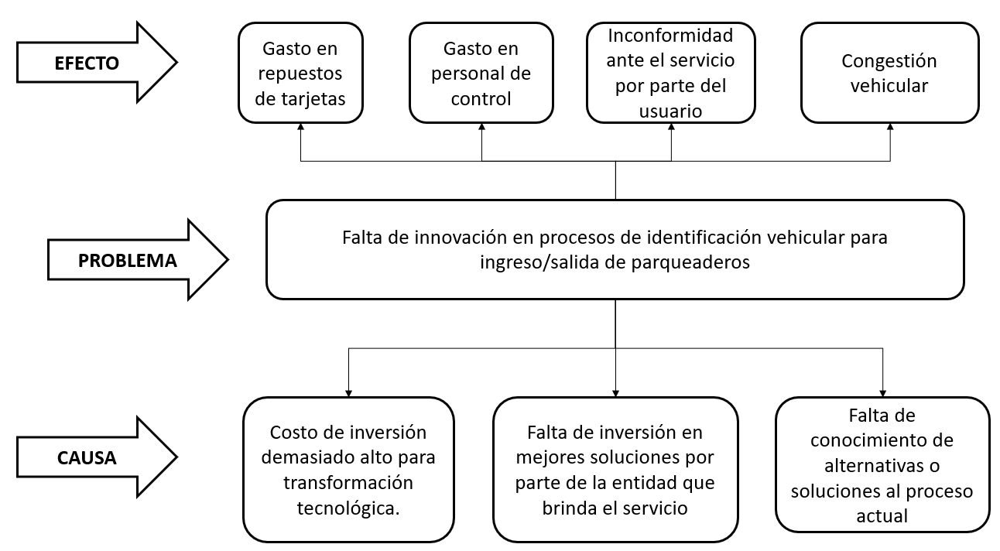 EFECTO
Gasto en
repuestos
de tarjetas
Gasto en
personal de
control
Inconformidad
ante el servicio
por parte del
usuario
Congestión
vehicular
PROBLEMA
Falta de innovación en procesos de identificación vehicular para
ingreso/salida de parqueaderos
CAUSA
Costo de inversión
demasiado alto para
transformación
tecnológica.
Falta de inversión en
mejores soluciones por
parte de la entidad que
brinda el servicio
Falta de
conocimiento de
alternativas o
soluciones al proceso
actual